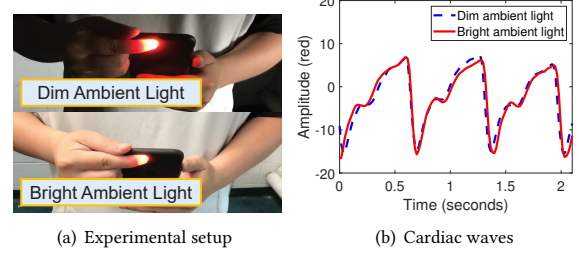 Dim Ambient Light
Bright Ambient Light
(a) Experimental setup
20
10
0
-10
-20
Amplitude (red)
Dim ambient light
Bright ambient light
0
0.5
1
1.5
2
Time (seconds)
(b) Cardiac waves